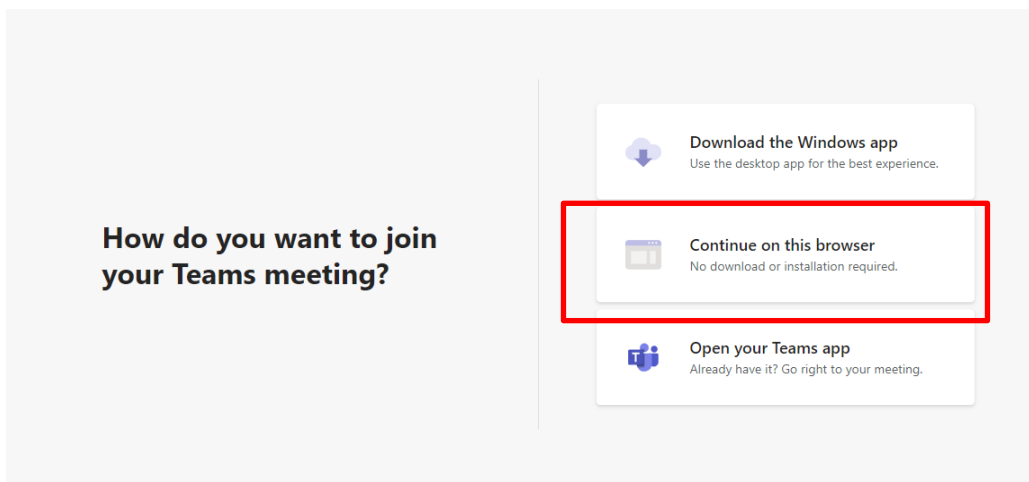 How do you want to join
your Teams meeting?
Download the Windows app
Use the desktop app for the best experience.
Continue on this browser
No download or installation required.
Open your Teams app
Already have it? Go right to your meeting.